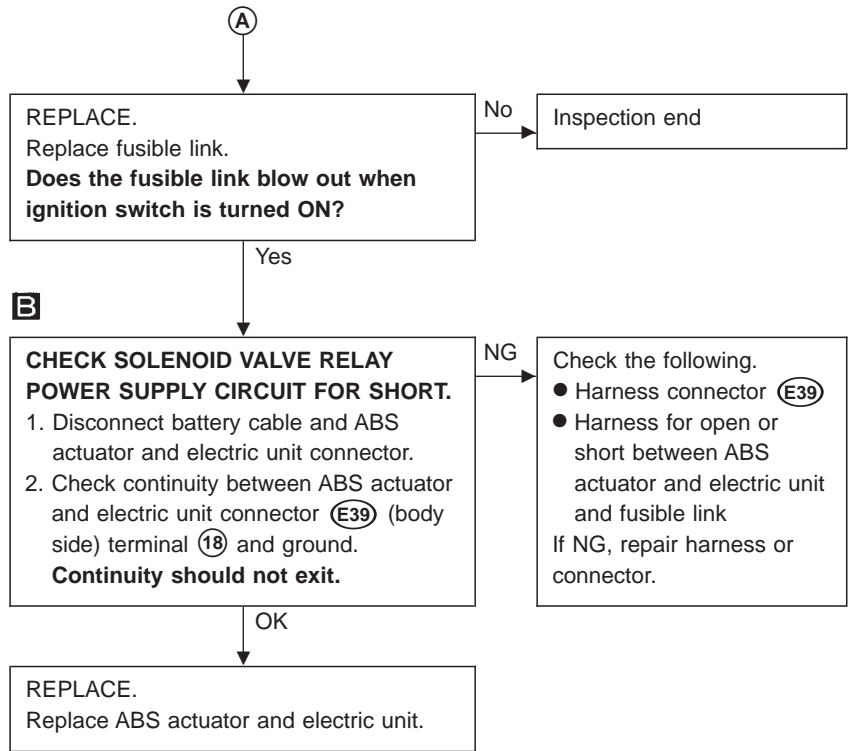 A
REPLACE.
Replace fusible link.
Does the fusible link blow out when
ignition switch is turned ON?
No
Inspection end
Yes
B
CHECK SOLENOID VALVE RELAY
POWER SUPPLY CIRCUIT FOR SHORT.
1. Disconnect battery cable and ABS
actuator and electric unit connector.
2. Check continuity between ABS actuator
and electric unit connector E39 (body
side) terminal 18 and ground.
Continuity should not exit.
NG
Check the following.
● Harness connector E39
● Harness for open or
short between ABS
actuator and electric unit
and fusible link
If NG, repair harness or
connector.
OK
REPLACE.
Replace ABS actuator and electric unit.